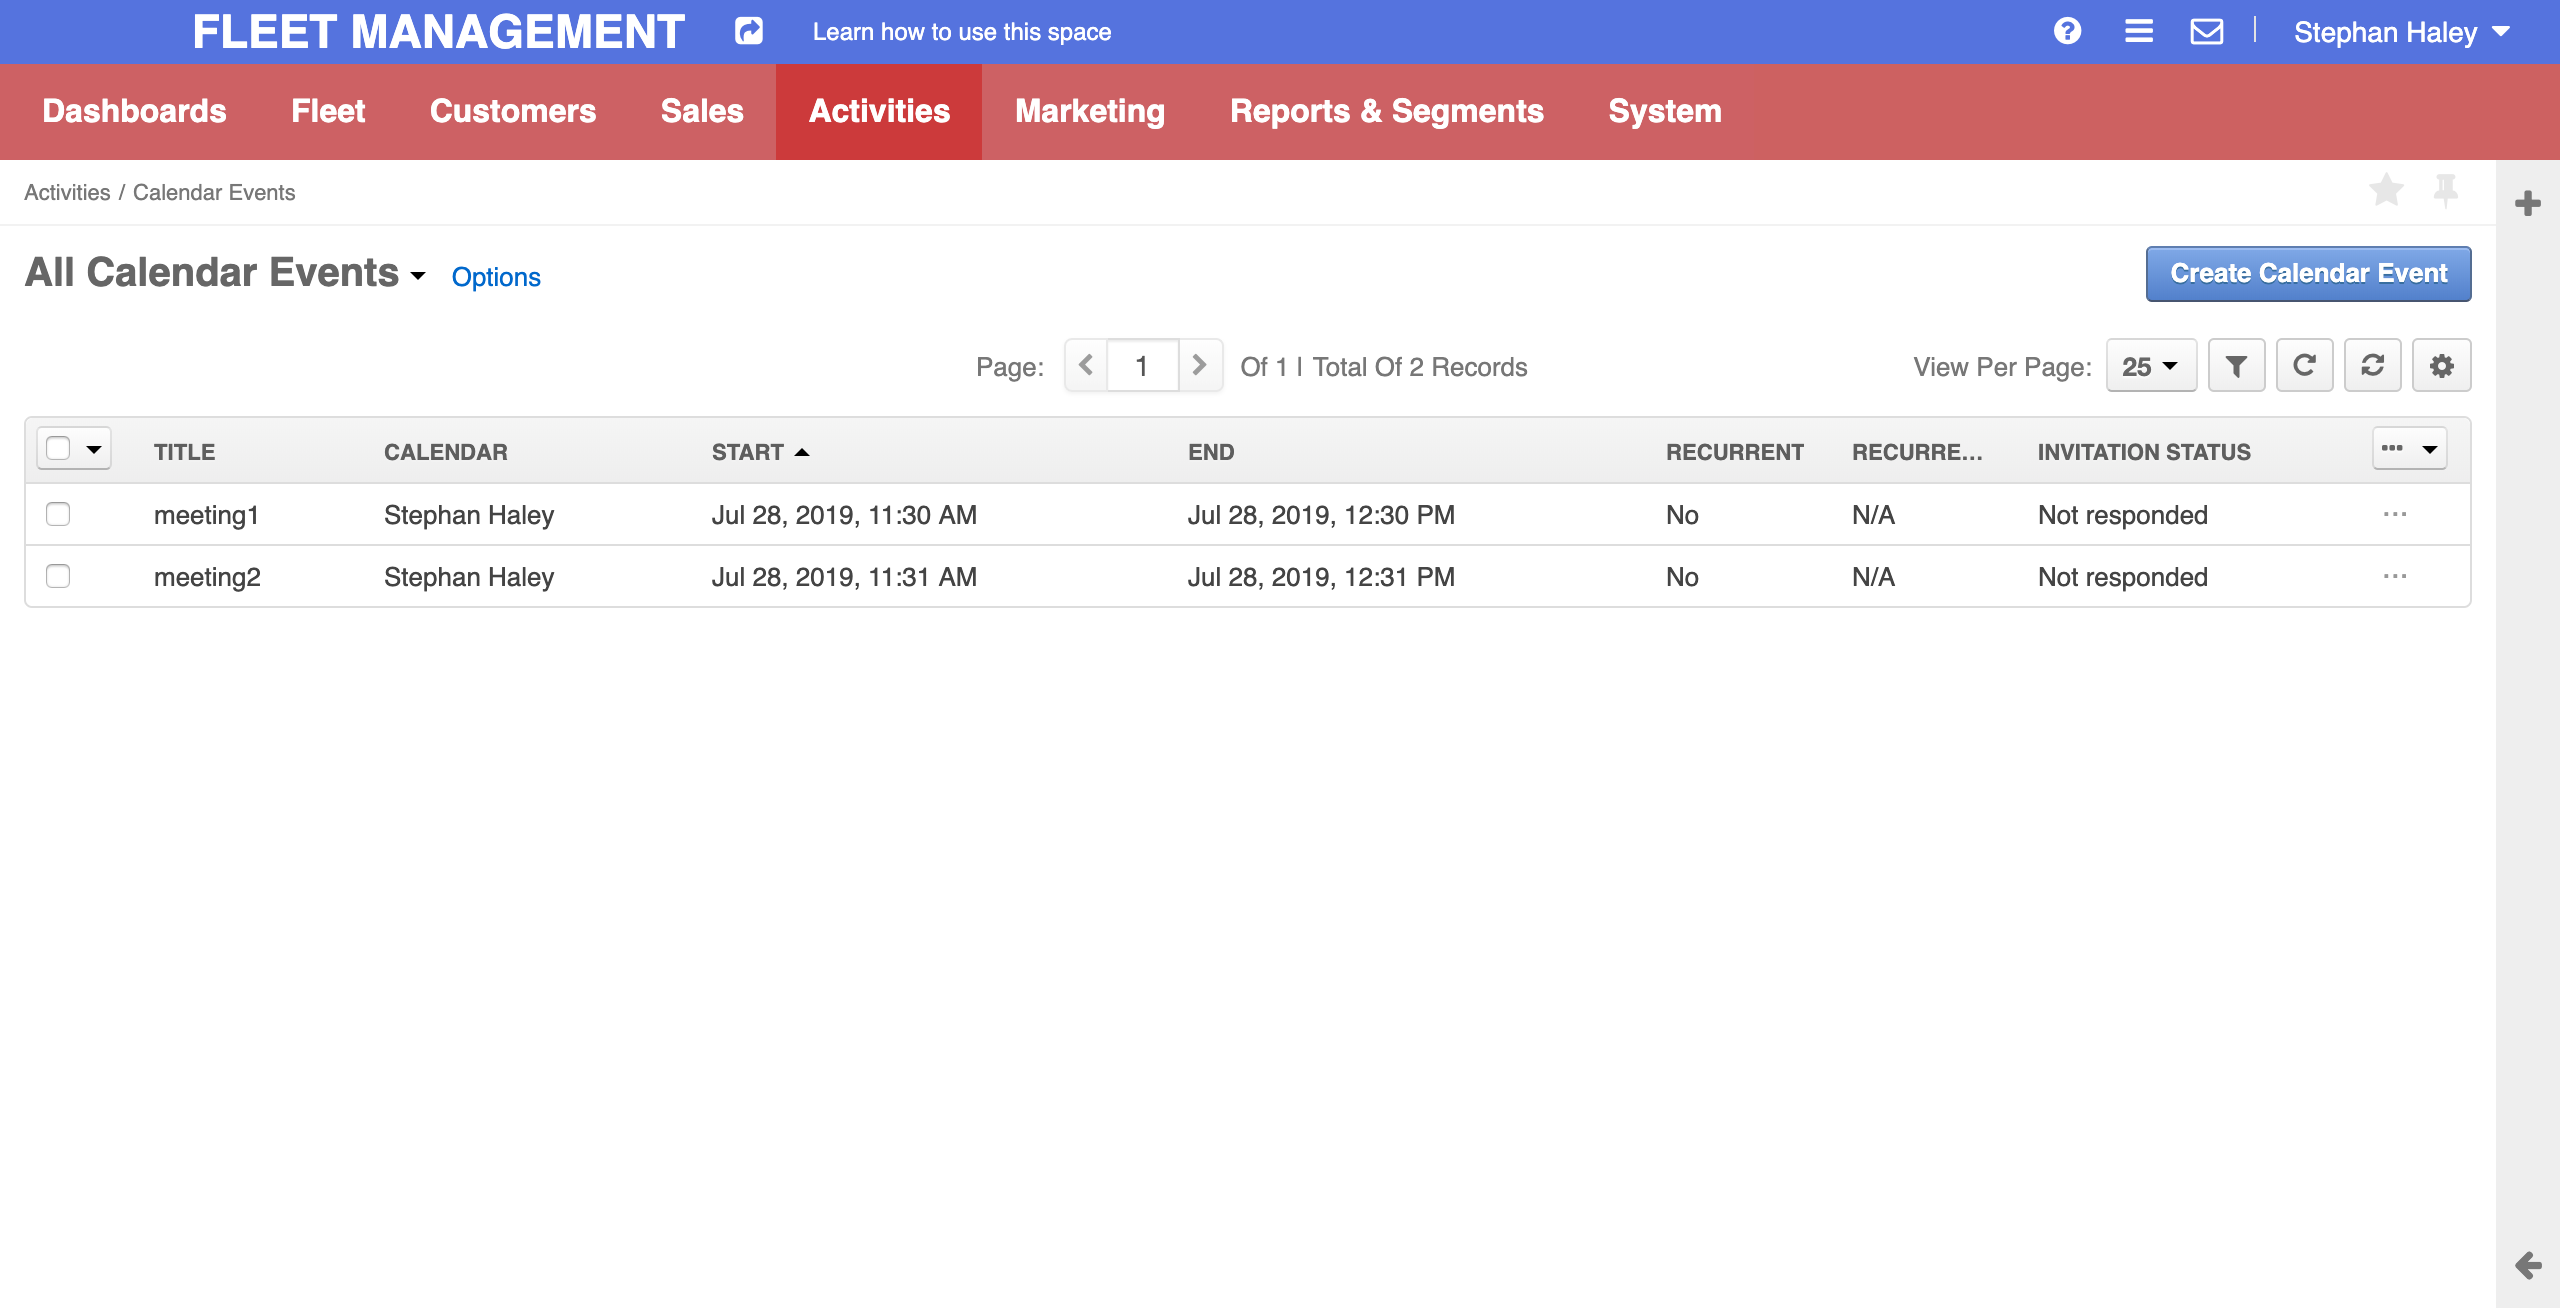 FLEET MANAGEMENT Learn how to use this space Stephan Haley
Dashboards Fleet Customers Sales Activities Marketing Reports & Segments System
Activities / Calendar Events
All Calendar Events Options Create Calendar Event
Page: 1 Of 1 | Total Of 2 Records View Per Page: 25
TITLE CALENDAR START END RECURRENT RECURRE... INVITATION STATUS
meeting1 Stephan Haley Jul 28, 2019, 11:30 AM Jul 28, 2019, 12:30 PM No N/A Not responded
meeting2 Stephan Haley Jul 28, 2019, 11:31 AM Jul 28, 2019, 12:31 PM No N/A Not responded